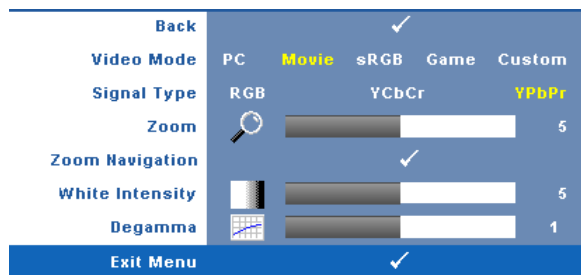 Back
Video Mode PC Movie sRGB Game Custom
Signal Type RGB YCbCr YPbPr
Zoom 5
Zoom Navigation
White Intensity 5
Degamma 1
Exit Menu